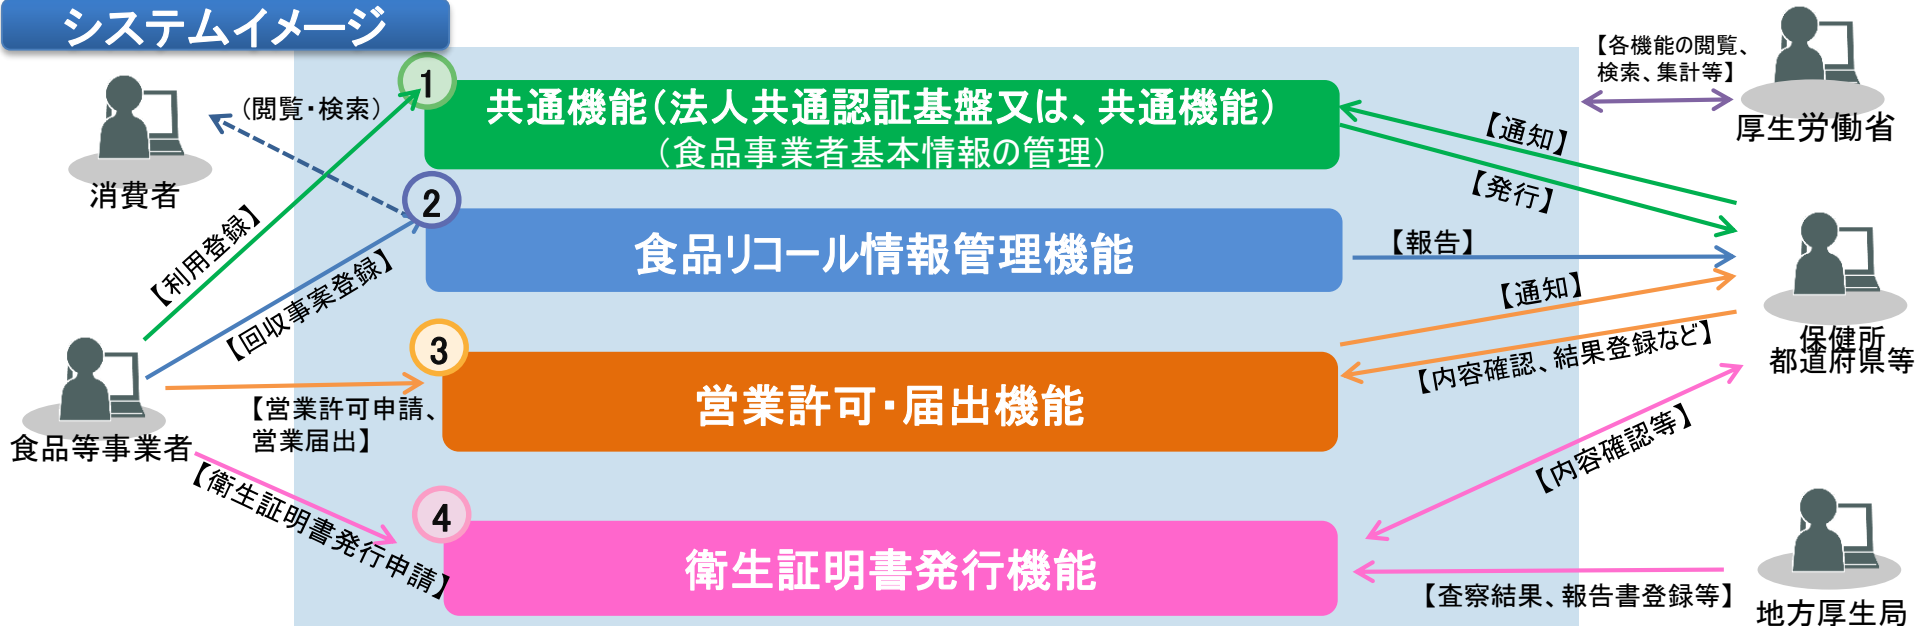 システムイメージ
消費者
(閲覧・検索)
【利用登録】
【回収事案登録】
食品等事業者
【営業許可申請、
営業届出】
【衛生証明書発行申請】
1
共通機能(法人共通認証基盤又は、共通機能)
(食品事業者基本情報の管理)
2
食品リコール情報管理機能
3
営業許可・届出機能
4
衛生証明書発行機能
【各機能の閲覧、
検索、集計等】
厚生労働省
【通知】
【発行】
【報告】
【通知】
【内容確認、結果登録など】
保健所
都道府県等
【内容確認等】
【査察結果、報告書登録等】
地方厚生局